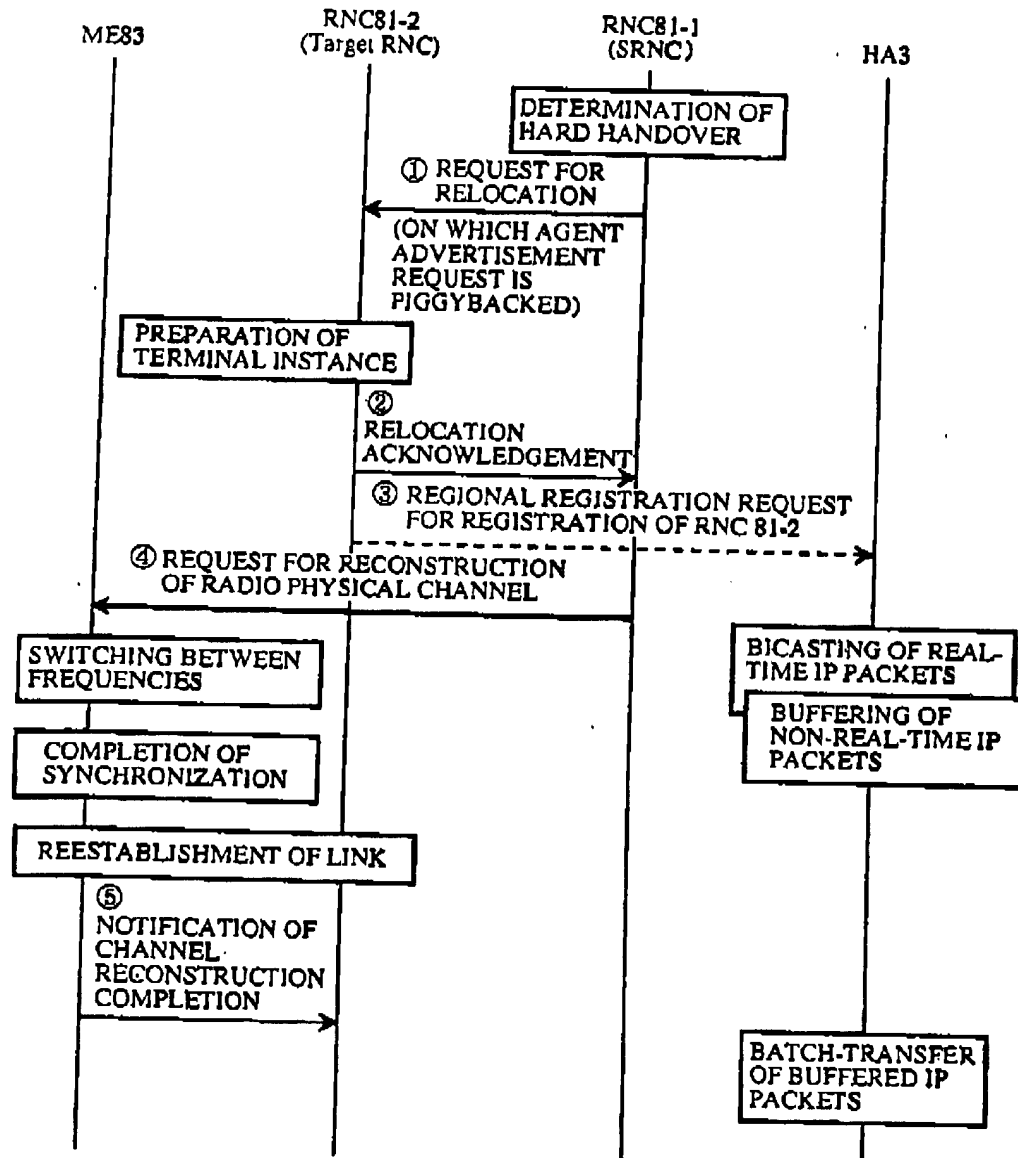 ME83
RNC81-2
(Target RNC)
RNC81-1
(SRNC)
HA3
DETERMINATION OF
HARD HANDOVER
① REQUEST FOR
RELOCATION
(ON WHICH AGENT
ADVERTISEMENT
REQUEST IS
PIGGYBACKED)
PREPARATION OF
TERMINAL INSTANCE
②
RELOCATION
ACKNOWLEDGEMENT
③ REGIONAL REGISTRATION REQUEST
FOR REGISTRATION OF RNC 81-2
④ REQUEST FOR RECONSTRUCTION
OF RADIO PHYSICAL CHANNEL
SWITCHING BETWEEN
FREQUENCIES
BICASTING OF REAL-
TIME IP PACKETS
BUFFERING OF
NON-REAL-TIME IP
PACKETS
COMPLETION OF
SYNCHRONIZATION
REESTABLISHMENT OF LINK
⑤
NOTIFICATION OF
CHANNEL
RECONSTRUCTION
COMPLETION
BATCH-TRANSFER
OF BUFFERED IP
PACKETS